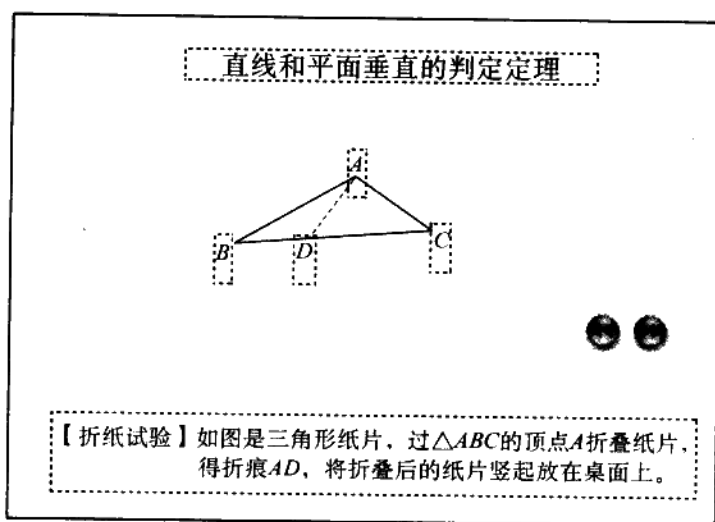 直线和平面垂直的判定定理
A
B
D
C
【折纸试验】如图是三角形纸片，过△ABC的顶点A折叠纸片，
得折痕AD，将折叠后的纸片竖起放在桌面上。